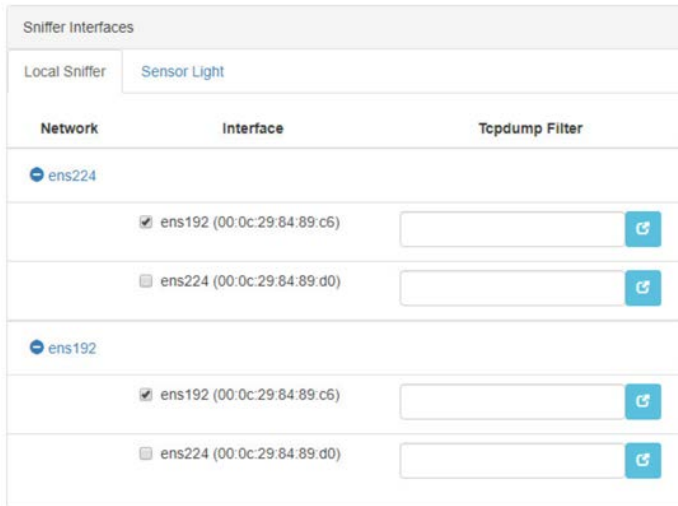 Sniffer Interfaces
Local Sniffer Sensor Light
Network Interface Tcpdump Filter
ens224
ens192 (00:0c:29:84:89:c6)
ens224 (00:0c:29:84:89:d0)
ens192
ens192 (00:0c:29:84:89:c6)
ens224 (00:0c:29:84:89:d0)